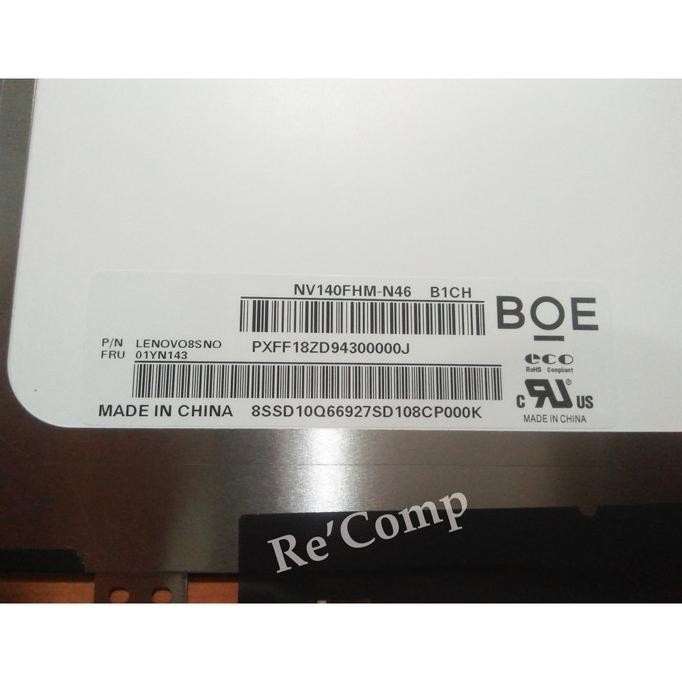 NV140FHM-N46 B1CH
BOE
P/N LENOVO8SNO
FRU 01YN143
PXFF18ZD94300000J
eco
RoHS Compliant
c RU ® US
MADE IN CHINA
MADE IN CHINA 8SSD10Q66927SD108CP000K
Re'Comp